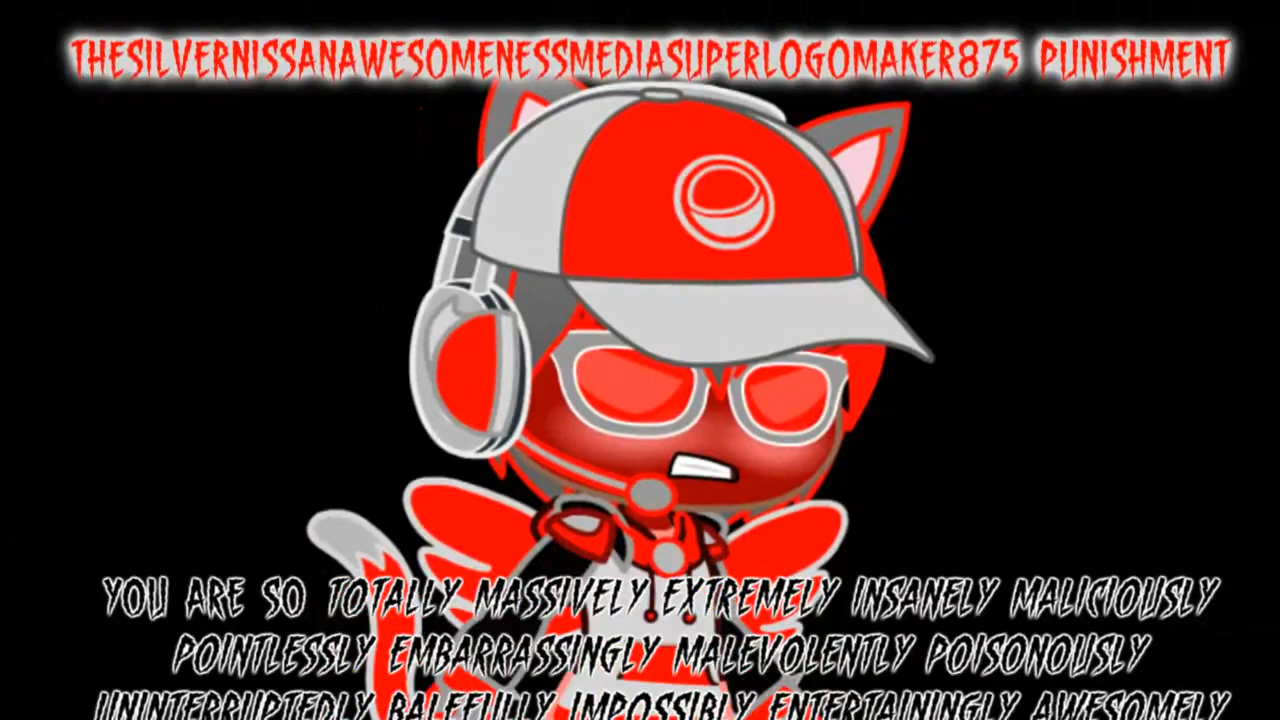 THESILVERNISSANAWESOMENESSMEDIASUPERLOGOMAKER875 PUNISHMENT
YOU ARE SO TOTALLY MASSIVELY EXTREMELY INSANELY MALICIOUSLY
POINTLESSLY EMBARRASSINGLY MALEVOLENTLY POISONOUSLY
UNINTERRUPTEDLY BALEFULLY IMPOSSIBLY ENTERTAININGLY AWESOMELY